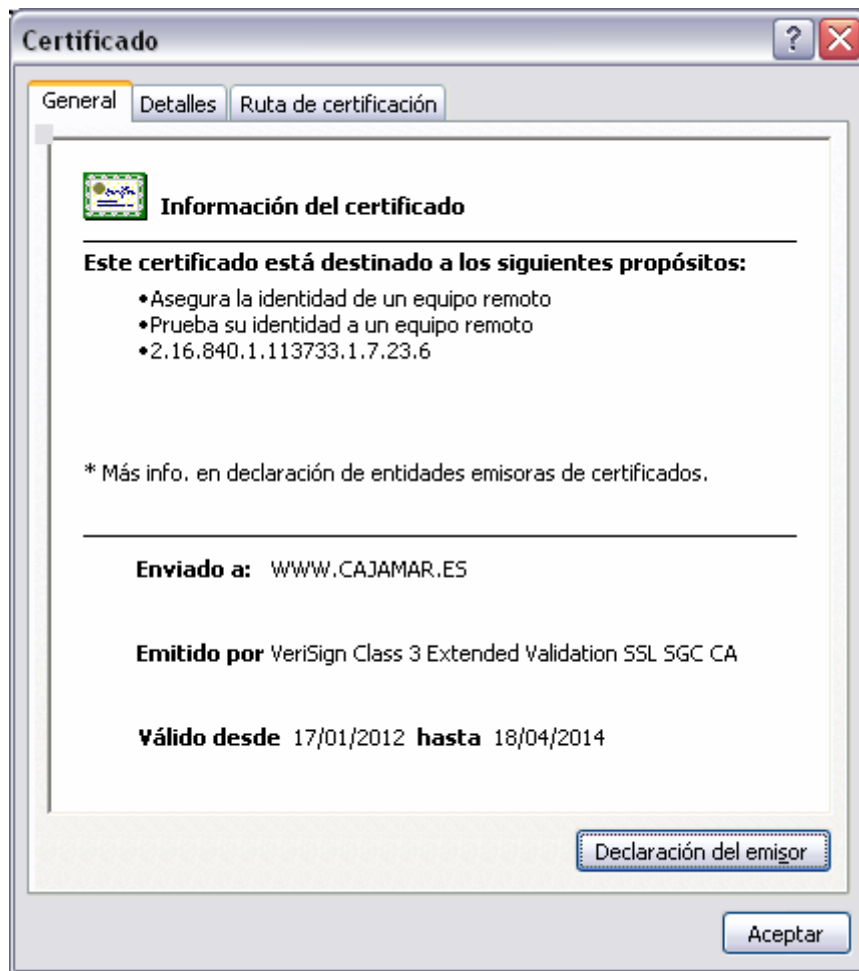 Certificado
General Detalles Ruta de certificación
Información del certificado
Este certificado está destinado a los siguientes propósitos:
•Asegura la identidad de un equipo remoto
•Prueba su identidad a un equipo remoto
•2.16.840.1.113733.1.7.23.6
* Más info. en declaración de entidades emisoras de certificados.
Enviado a: WWW.CAJAMAR.ES
Emitido por VeriSign Class 3 Extended Validation SSL SGC CA
Válido desde 17/01/2012 hasta 18/04/2014
Declaración del emisor
Aceptar